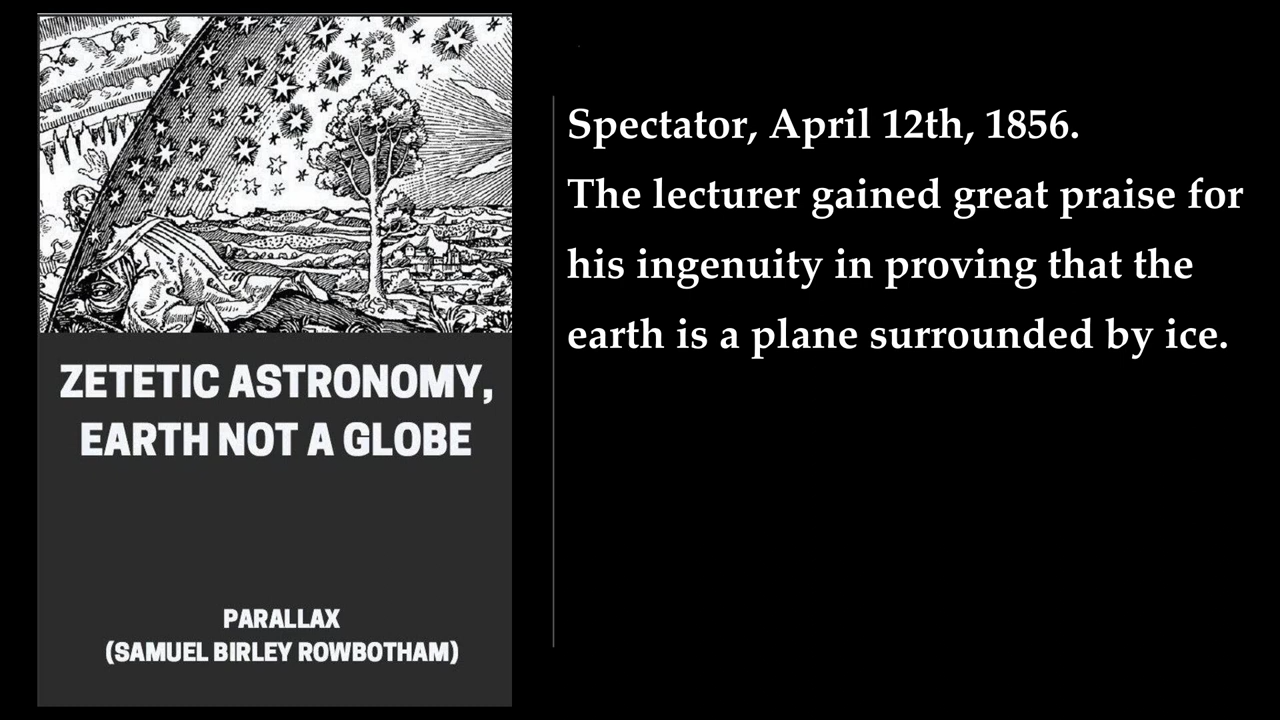 ZETETIC ASTRONOMY,
EARTH NOT A GLOBE
PARALLAX
(SAMUEL BIRLEY ROWBOTHAM)
Spectator, April 12th, 1856.
The lecturer gained great praise for
his ingenuity in proving that the
earth is a plane surrounded by ice.